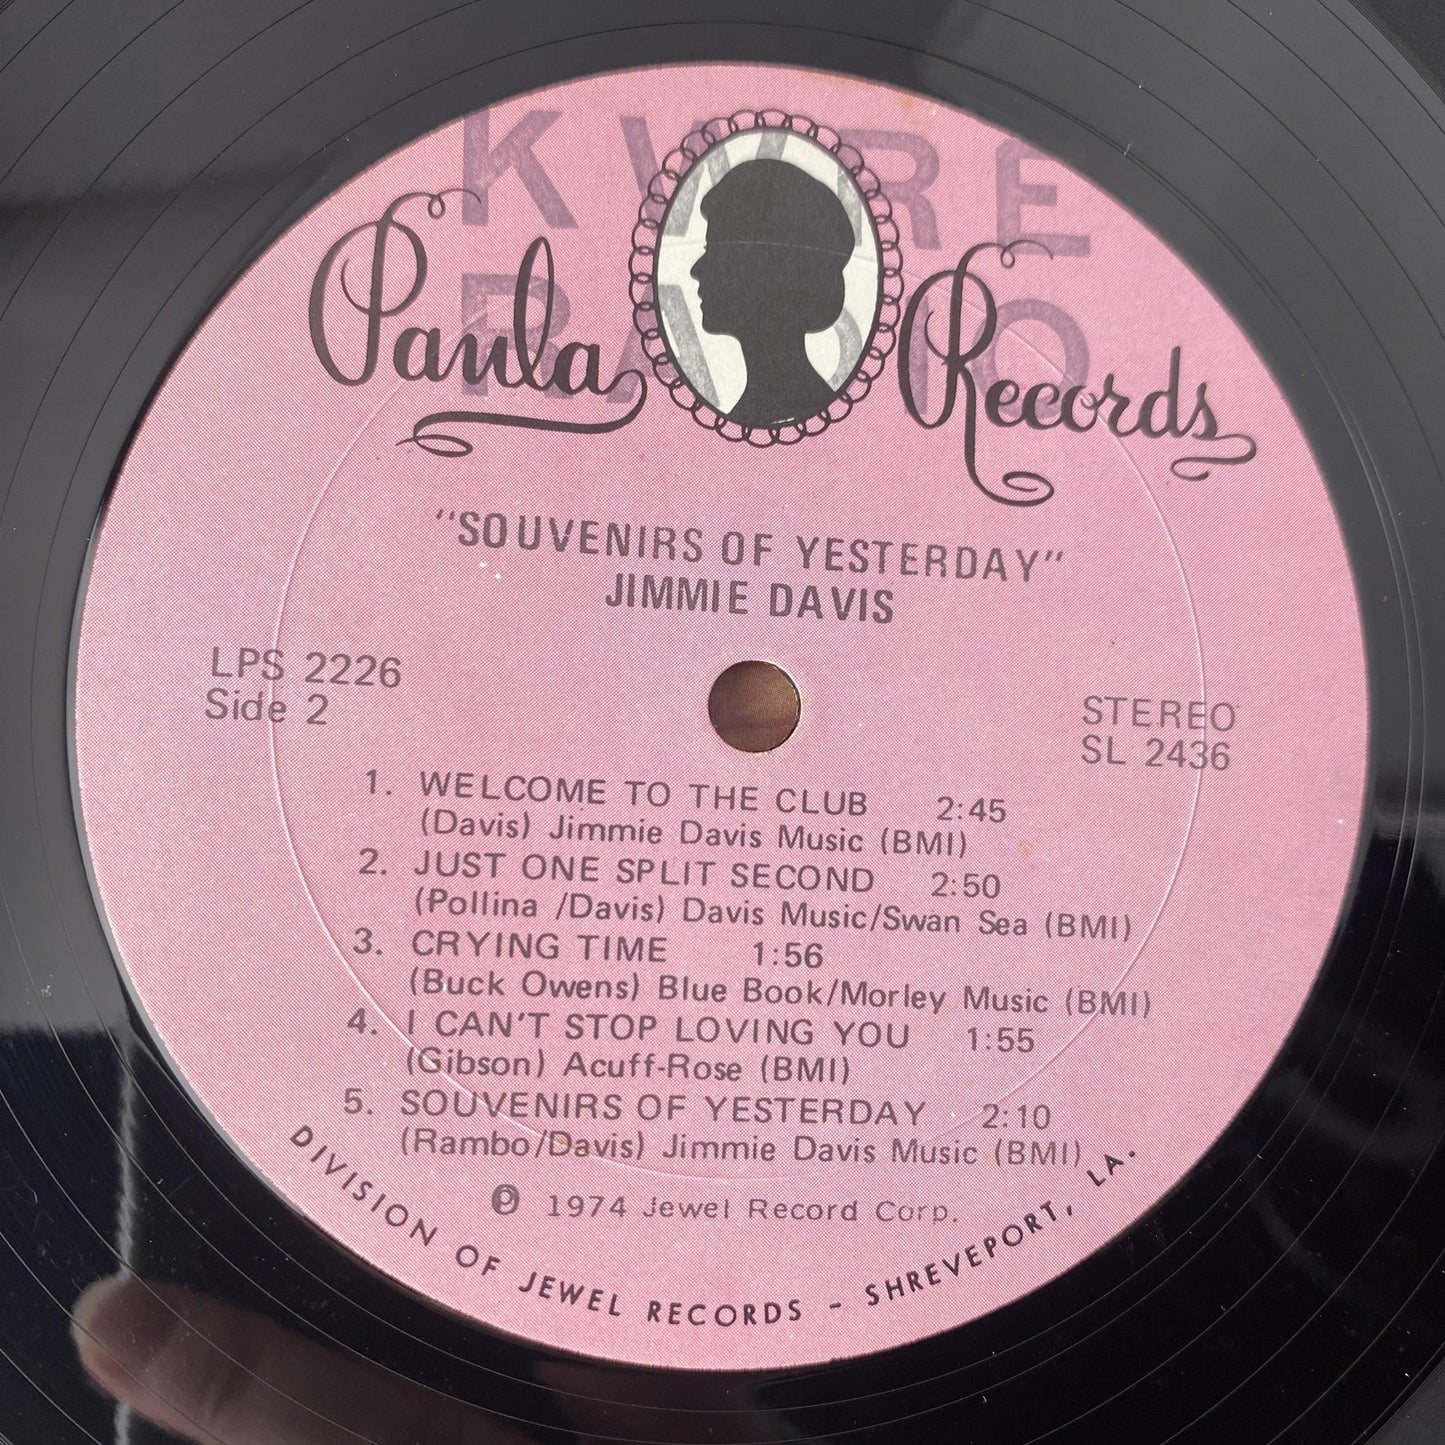 KWRE
RADIO
Paula Records
"SOUVENIRS OF YESTERDAY"
JIMMIE DAVIS
LPS 2226
Side 2
STEREO
SL 2436
1. WELCOME TO THE CLUB 2:45
(Davis) Jimmie Davis Music (BMI)
2. JUST ONE SPLIT SECOND 2:50
(Pollina /Davis) Davis Music/Swan Sea (BMI)
3. CRYING TIME 1:56
(Buck Owens) Blue Book/Morley Music (BMI)
4. I CAN'T STOP LOVING YOU 1:55
(Gibson) Acuff-Rose (BMI)
5. SOUVENIRS OF YESTERDAY 2:10
(Rambo/Davis) Jimmie Davis Music (BMI)
℗ 1974 Jewel Record Corp.
DIVISION OF JEWEL RECORDS - SHREVEPORT, LA.